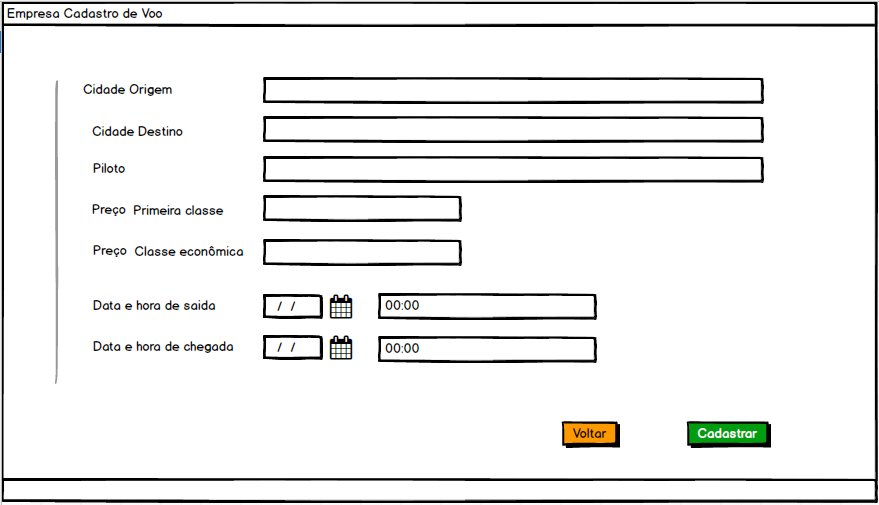 Empresa Cadastro de Voo
Cidade Origem
Cidade Destino
Piloto
Preço Primeira classe
Preço Classe econômica
Data e hora de saida / / 00:00
Data e hora de chegada / / 00:00
Voltar Cadastrar